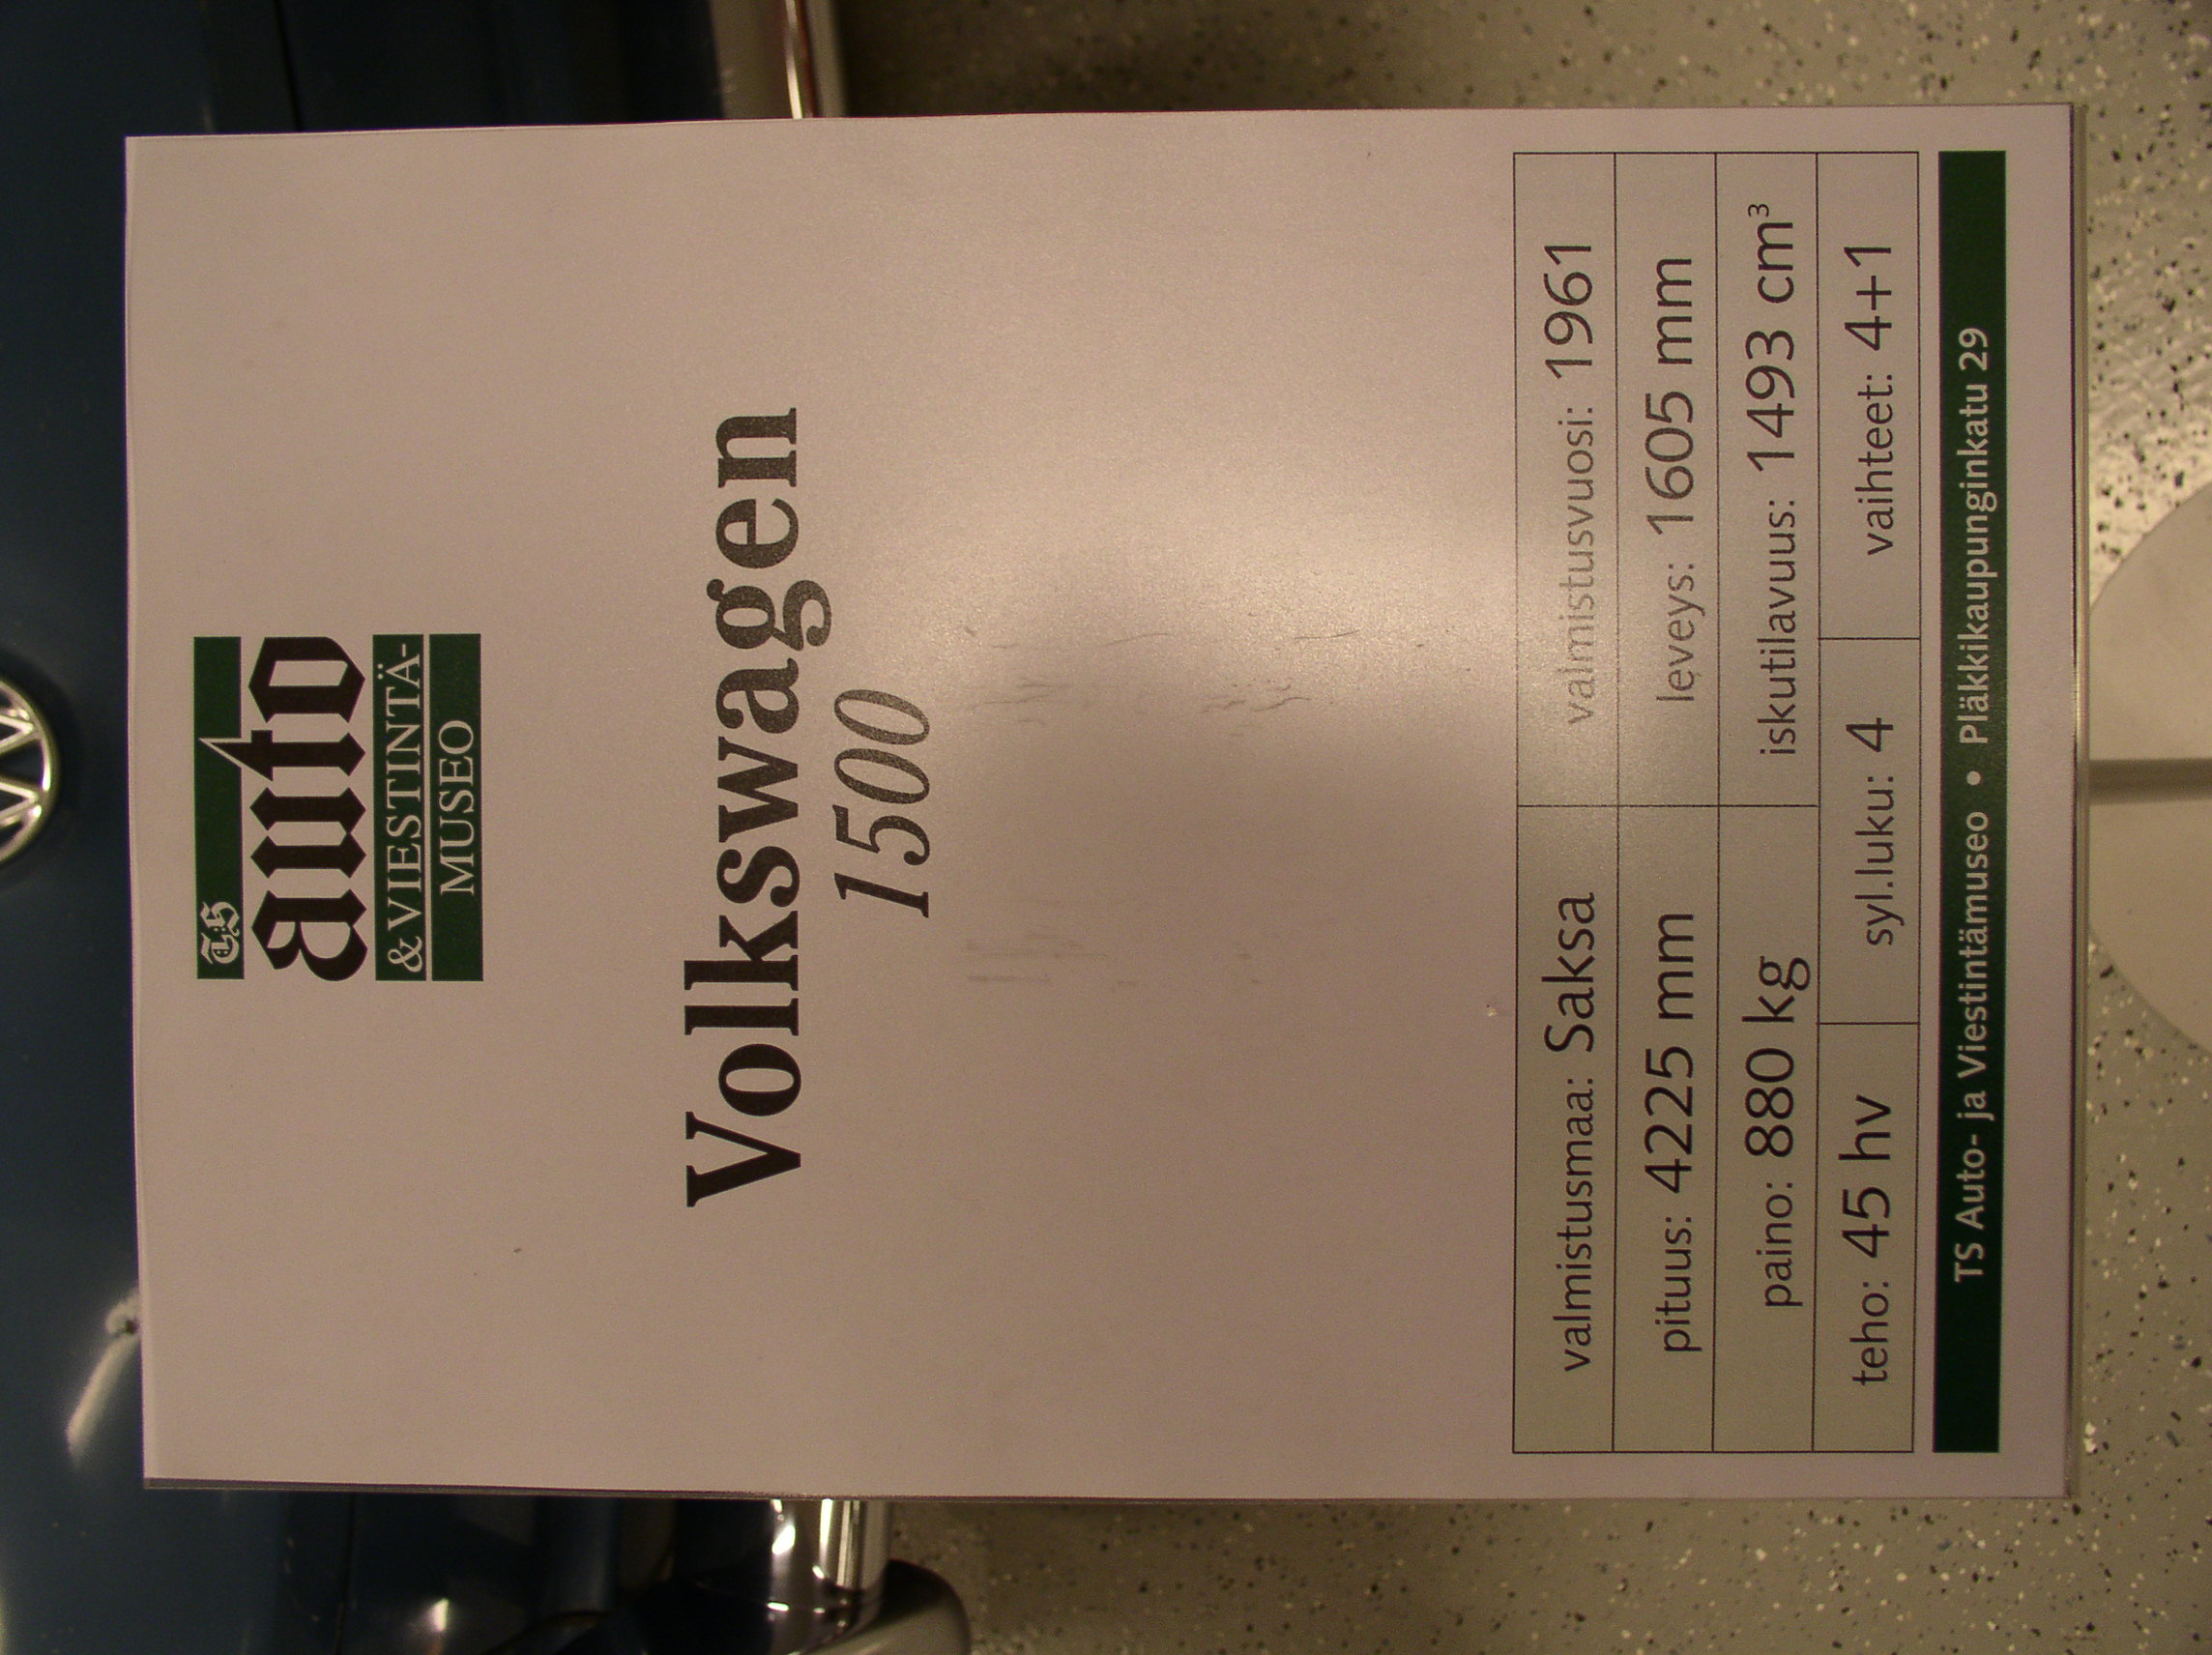 TS
auto
& VIESTINTÄ-
MUSEO
Volkswagen
1500
valmistusmaa: Saksa valmistusvuosi: 1961
pituus: 4225 mm leveys: 1605 mm
paino: 880 kg iskutilavuus: 1493 cm³
teho: 45 hv syl.luku: 4 vaihteet: 4+1
TS Auto- ja Viestintämuseo • Pläkkikaupunginkatu 29